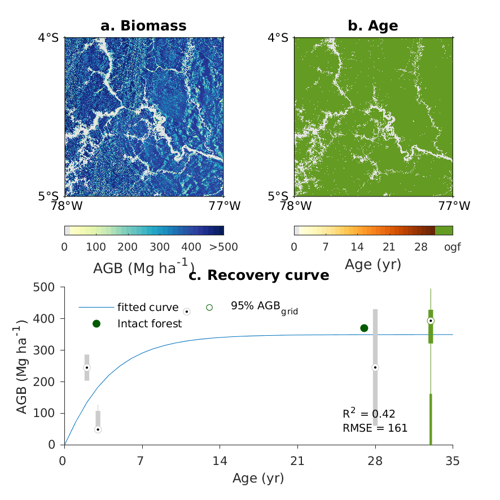 a. Biomass
b. Age
4°S
4°S
5°S
5°S
78°W
77°W
78°W
77°W
0 100 200 300 400 >500
0 7 14 21 28 ogf
AGB (Mg ha-1)
Age (yr)
c. Recovery curve
500
400
300
200
100
0
AGB (Mg ha-1)
fitted curve
95% AGBgrid
Intact forest
R2 = 0.42
RMSE = 161
0 7 14 21 28 35
Age (yr)